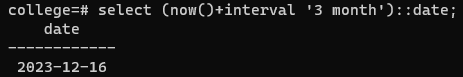 college=# select (now()+interval '3 month')::date;
    date
------------
 2023-12-16